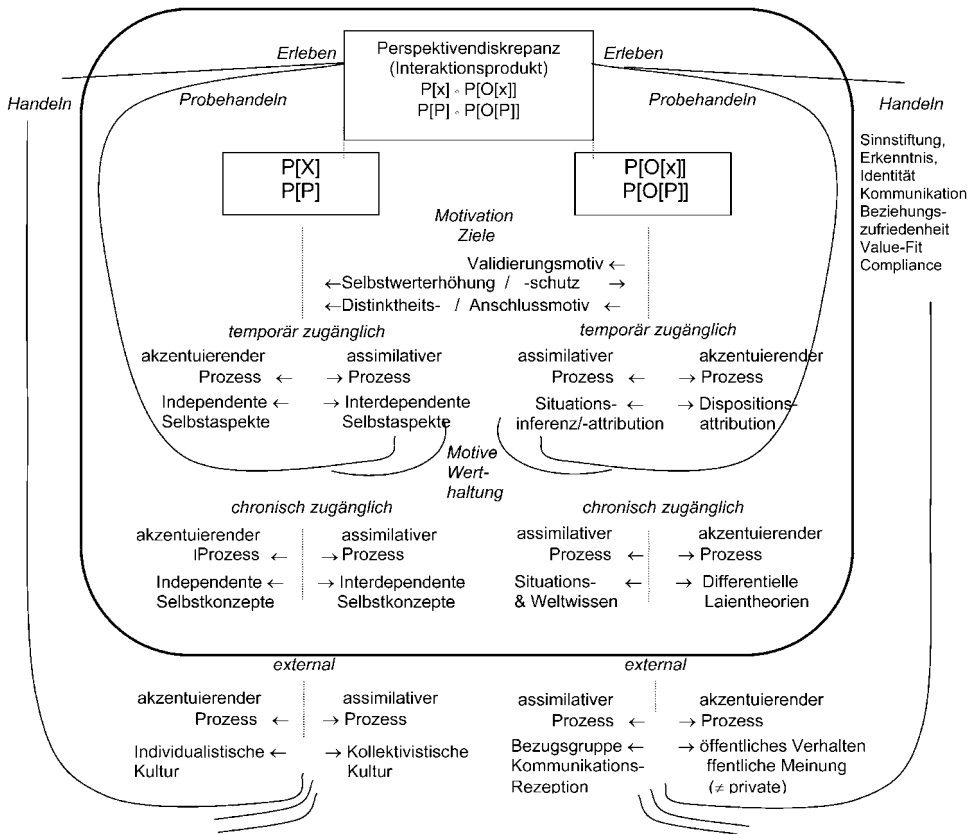 Erleben
Perspektivendiskrepanz
(Interaktionsprodukt)
P[x] ◦ P[O[x]]
P[P] ◦ P[O[P]]
Erleben
Handeln
Probehandeln
Probehandeln
Handeln
Sinnstiftung,
Erkenntnis,
Identität
Kommunikation
Beziehungs-
zufriedenheit
Value-Fit
Compliance
P[X]
P[P]
P[O[x]]
P[O[P]]
Motivation
Ziele
Validierungsmotiv ←
←Selbstwerterhöhung / -schutz →
←Distinktheits- / Anschlussmotiv ←
temporär zugänglich
akzentuierender
Prozess ←
Independente ←
Selbstaspekte
assimilativer
→ Prozess
→ Interdependente
Selbstaspekte
temporär zugänglich
assimilativer
Prozess ←
Situations- ←
inferenz/-attribution
akzentuierender
→ Prozess
→ Dispositions-
attribution
Motive
Wert-
haltung
chronisch zugänglich
akzentuierender
IProzess ←
Independente ←
Selbstkonzepte
assimilativer
→ Prozess
→ Interdependente
Selbstkonzepte
chronisch zugänglich
assimilativer
Prozess ←
Situations- ←
& Weltwissen
akzentuierender
→ Prozess
→ Differentielle
Laientheorien
external
akzentuierender
Prozess ←
Individualistische ←
Kultur
assimilativer
→ Prozess
→ Kollektivistische
Kultur
external
assimilativer
Prozess ←
Bezugsgruppe ←
Kommunikations-
Rezeption
akzentuierender
→ Prozess
→ öffentliches Verhalten
ffentliche Meinung
(≠ private)